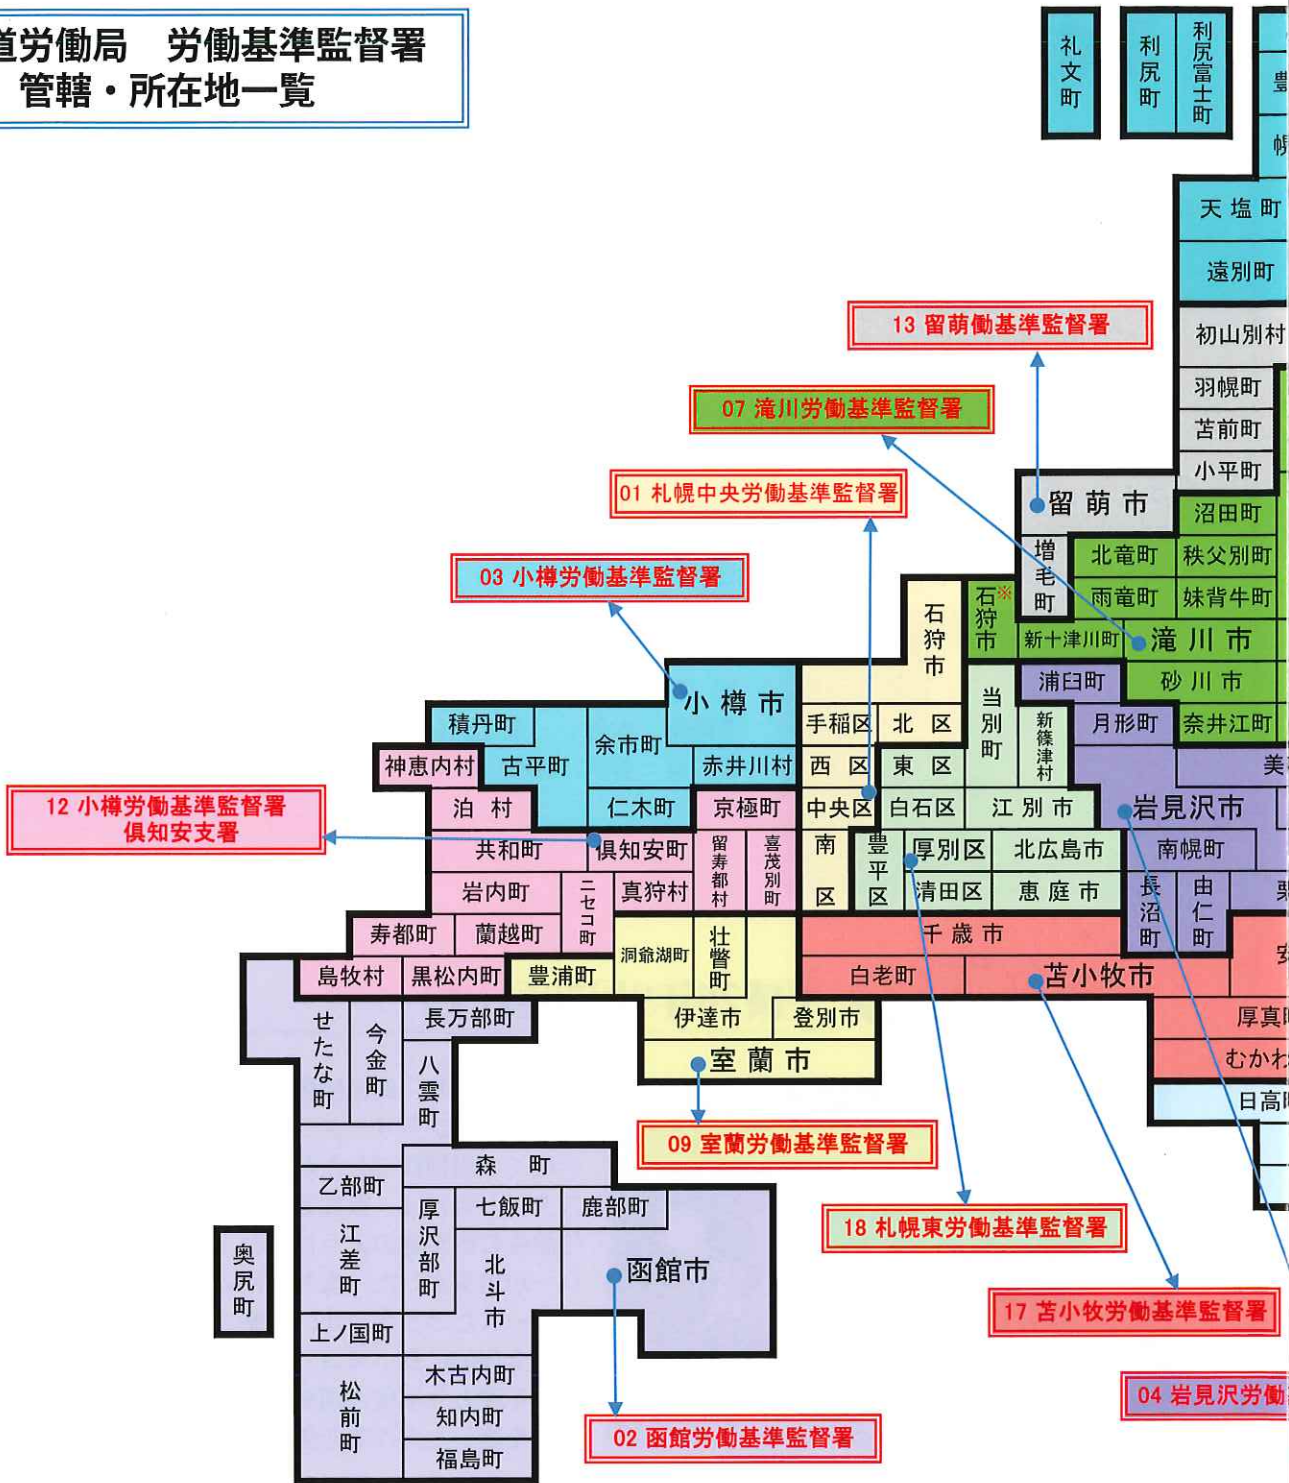 道労働局　労働基準監督署
管轄・所在地一覧
礼文町
利尻町
利尻富士町
豊
幌
天塩町
遠別町
13 留萌働基準監督署
初山別村
羽幌町
苫前町
小平町
07 滝川労働基準監督署
01 札幌中央労働基準監督署
留萌市
増毛町
沼田町
北竜町
秩父別町
雨竜町
妹背牛町
03 小樽労働基準監督署
石狩市
石狩市※
新十津川町
滝川市
浦臼町
砂川市
小樽市
手稲区
北区
当別町
新篠津村
月形町
奈井江町
積丹町
古平町
余市町
赤井川村
神恵内村
西区
東区
美
12 小樽労働基準監督署
倶知安支署
泊村
仁木町
京極町
中央区
白石区
江別市
岩見沢市
共和町
倶知安町
留寿都村
喜茂別町
南区
豊平区
厚別区
北広島市
南幌町
岩内町
ニセコ町
真狩村
清田区
恵庭市
長沼町
由仁町
寿都町
蘭越町
洞爺湖町
壮瞥町
千歳市
島牧村
黒松内町
豊浦町
白老町
苫小牧市
せたな町
今金町
長万部町
伊達市
登別市
厚真
八雲町
室蘭市
むかわ
日高
09 室蘭労働基準監督署
森町
乙部町
厚沢部町
七飯町
鹿部町
18 札幌東労働基準監督署
奥尻町
江差町
北斗市
函館市
17 苫小牧労働基準監督署
上ノ国町
松前町
木古内町
04 岩見沢労働
知内町
02 函館労働基準監督署
福島町